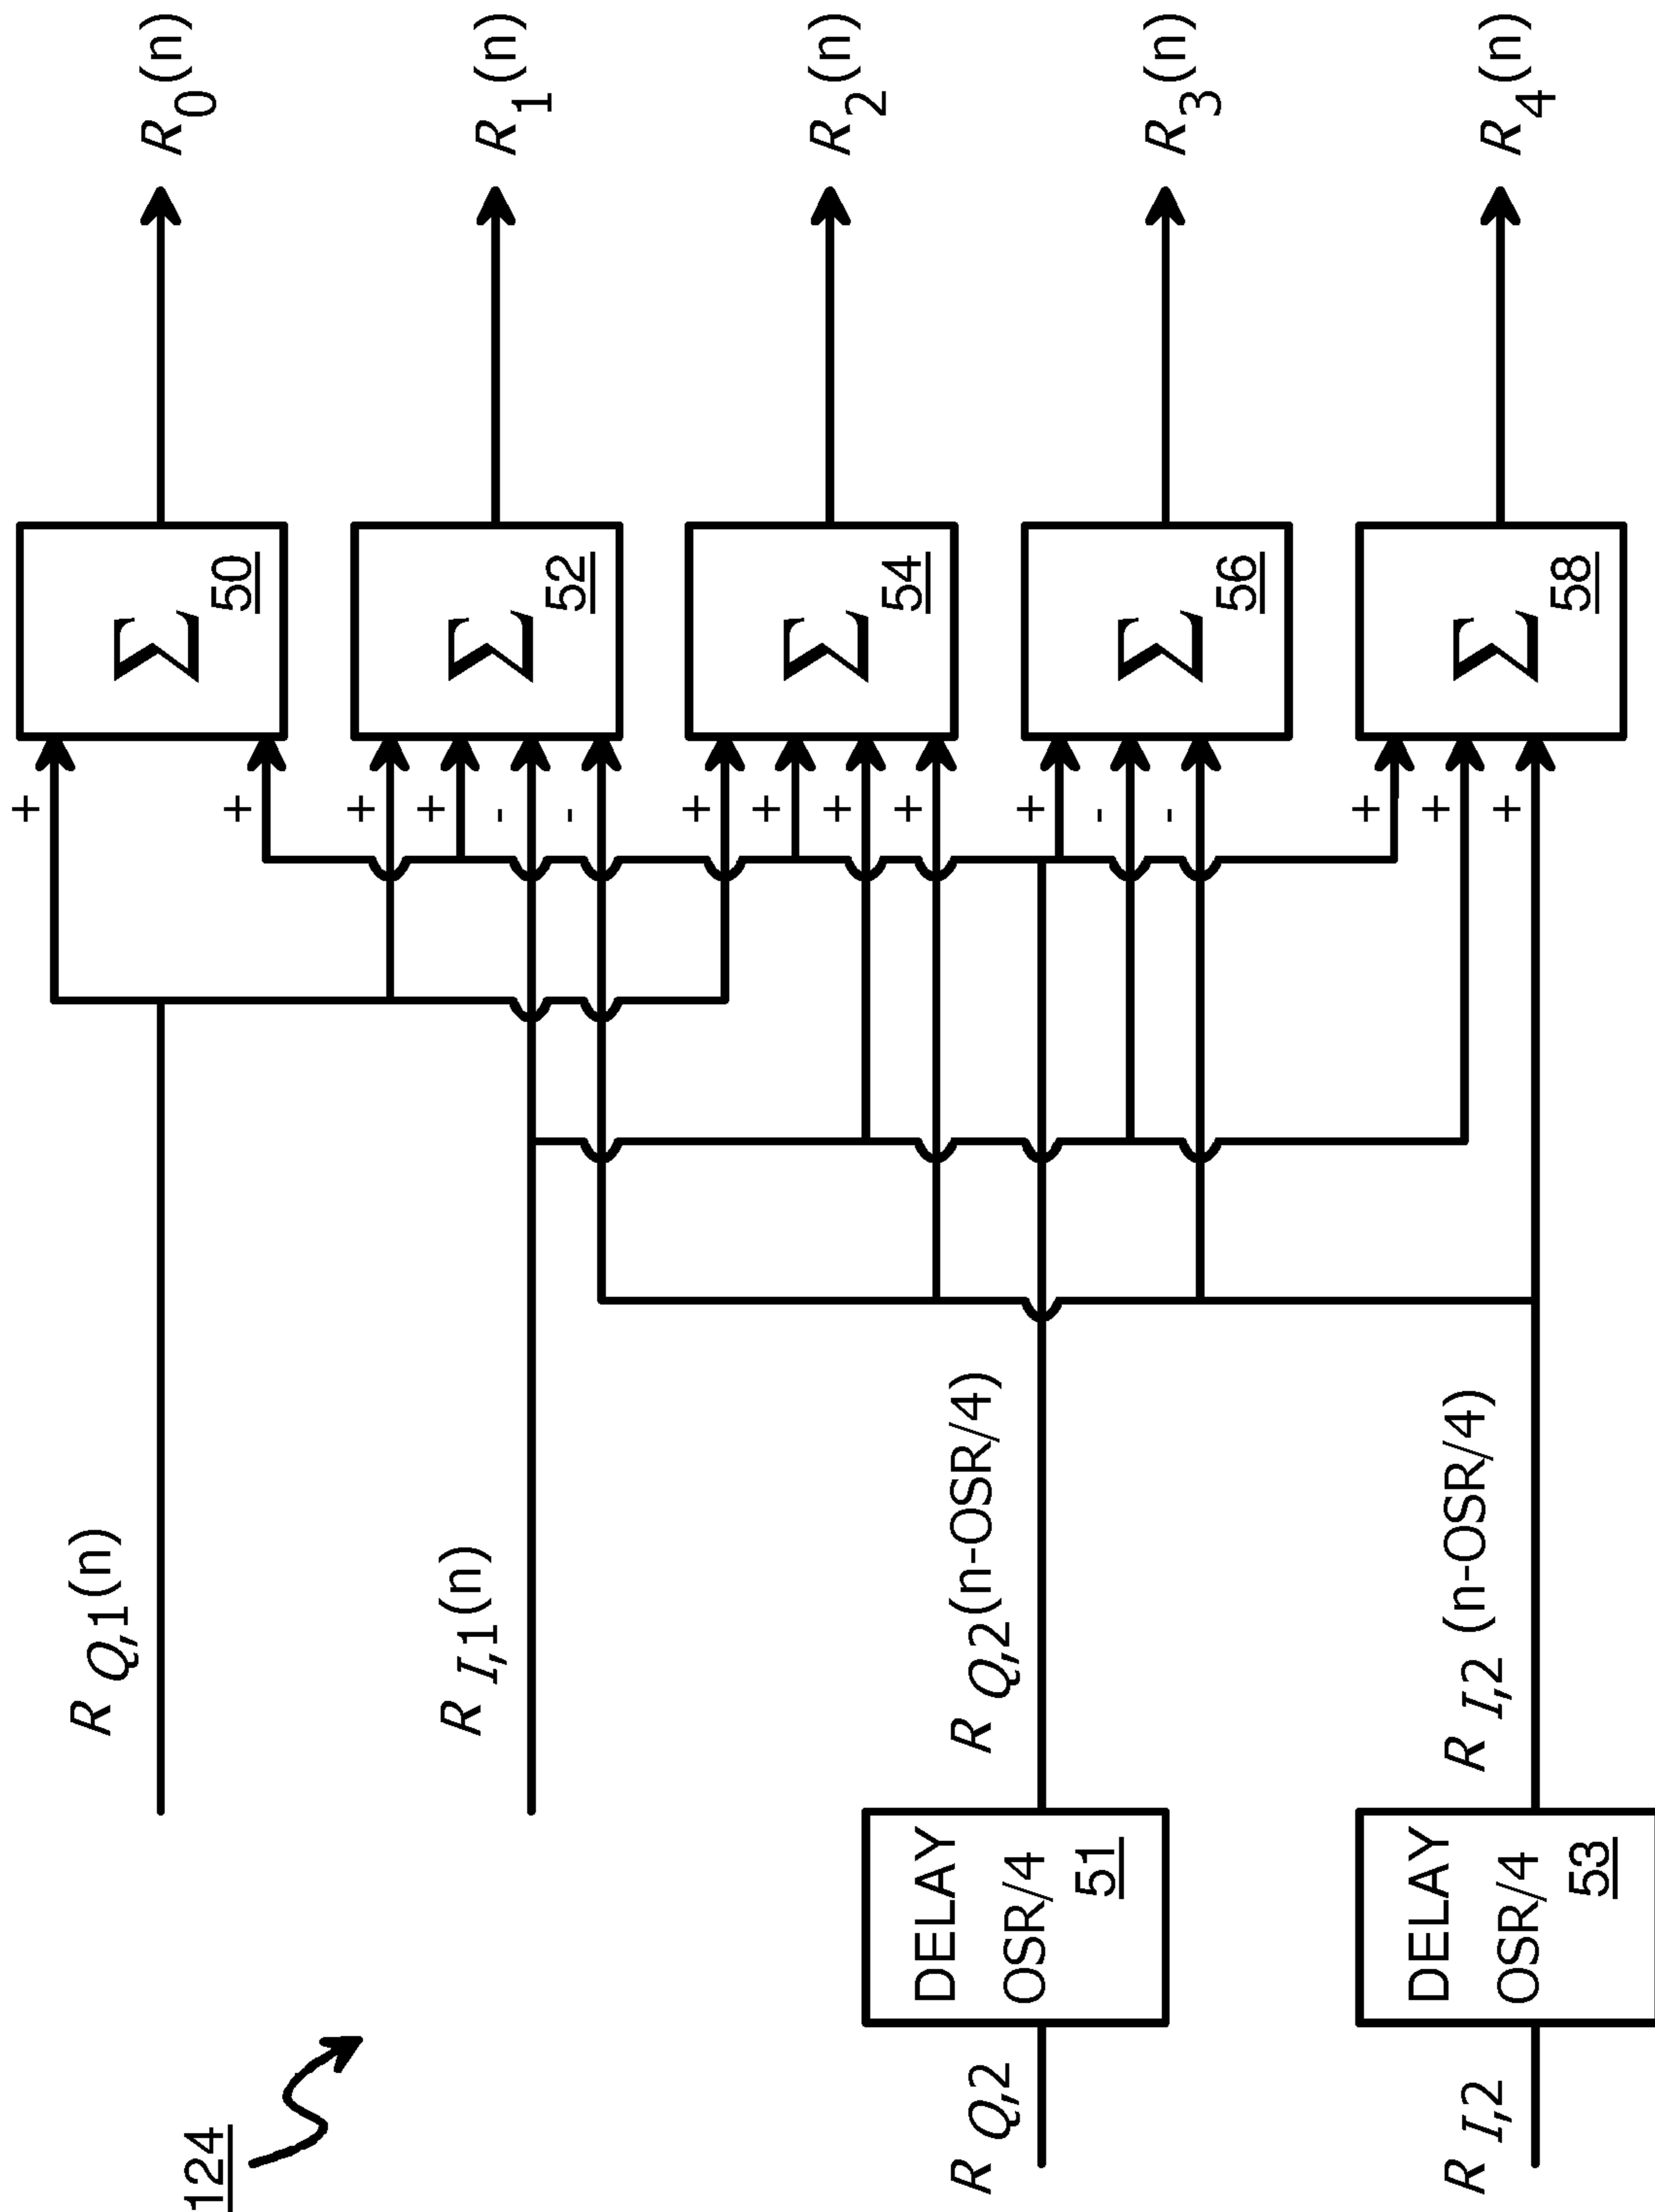 124
R Q,1(n)
R I,1(n)
R Q,2
DELAY
OSR/4
51
R Q,2(n-OSR/4)
R I,2
DELAY
OSR/4
53
R I,2 (n-OSR/4)
+
+
Σ
50
R0(n)
+
+
-
-
Σ
52
R1(n)
+
+
+
+
Σ
54
R2(n)
+
-
-
Σ
56
R3(n)
+
+
+
Σ
58
R4(n)